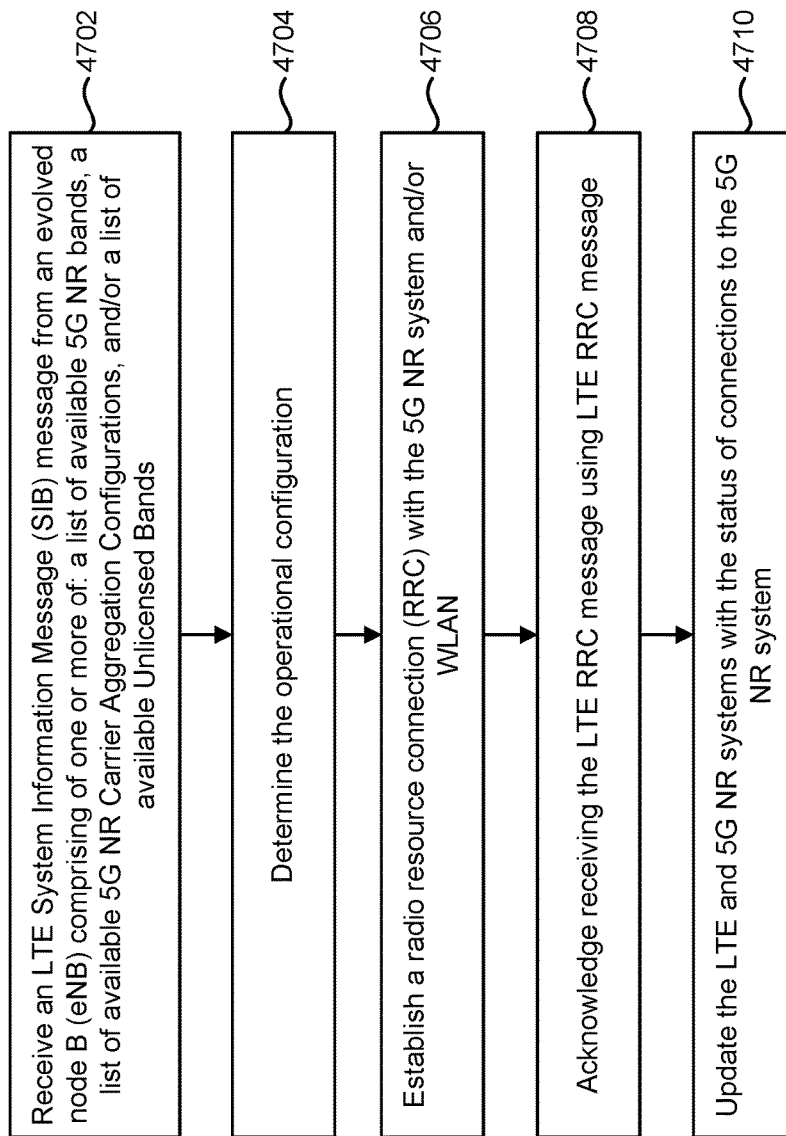 Receive an LTE System Information Message (SIB) message from an evolved
node B (eNB) comprising of one or more of: a list of available 5G NR bands, a
list of available 5G NR Carrier Aggregation Configurations, and/or a list of
available Unlicensed Bands
4702
Determine the operational configuration
4704
Establish a radio resource connection (RRC) with the 5G NR system and/or
WLAN
4706
Acknowledge receiving the LTE RRC message using LTE RRC message
4708
Update the LTE and 5G NR systems with the status of connections to the 5G
NR system
4710